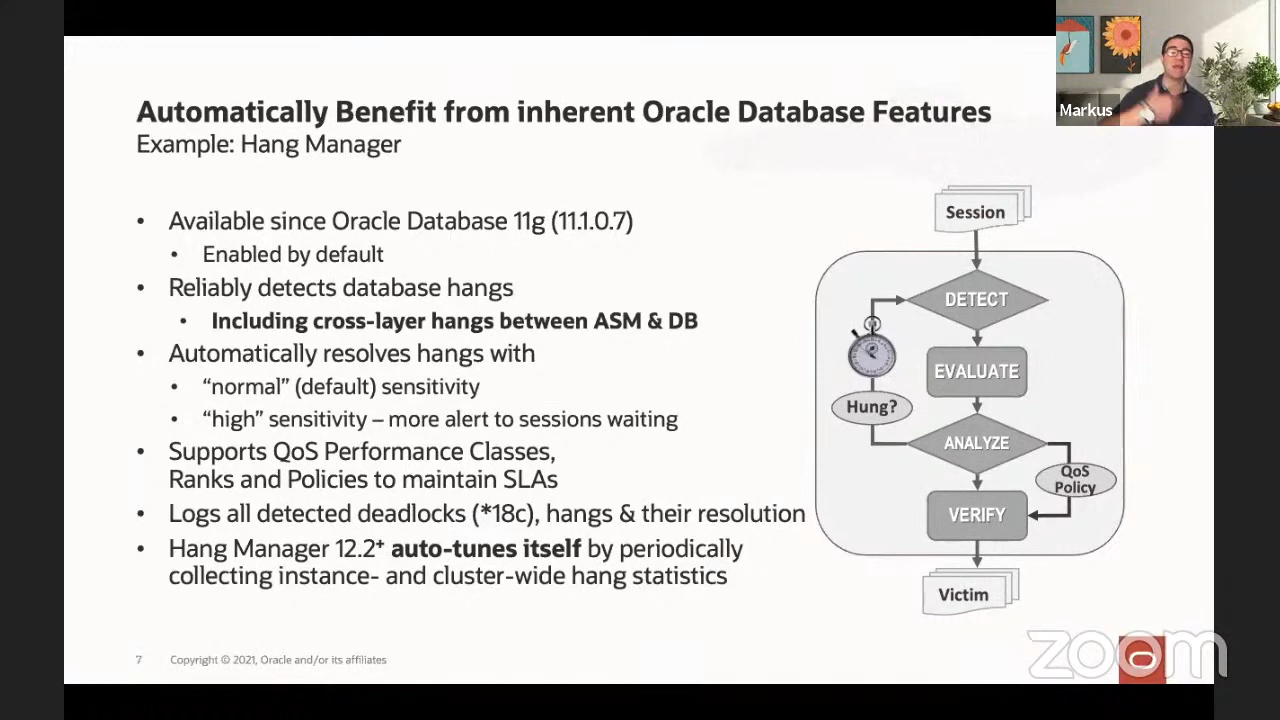 Automatically Benefit from inherent Oracle Database Features
Example: Hang Manager
Markus
• Available since Oracle Database 11g (11.1.0.7)
• Enabled by default
• Reliably detects database hangs
• Including cross-layer hangs between ASM & DB
• Automatically resolves hangs with
• “normal” (default) sensitivity
• “high” sensitivity – more alert to sessions waiting
• Supports QoS Performance Classes,
Ranks and Policies to maintain SLAs
• Logs all detected deadlocks (*18c), hangs & their resolution
• Hang Manager 12.2⁺ auto-tunes itself by periodically
collecting instance- and cluster-wide hang statistics
Session
DETECT
EVALUATE
Hung?
ANALYZE
QoS
Policy
VERIFY
Victim
7 Copyright © 2021, Oracle and/or its affiliates
zoom